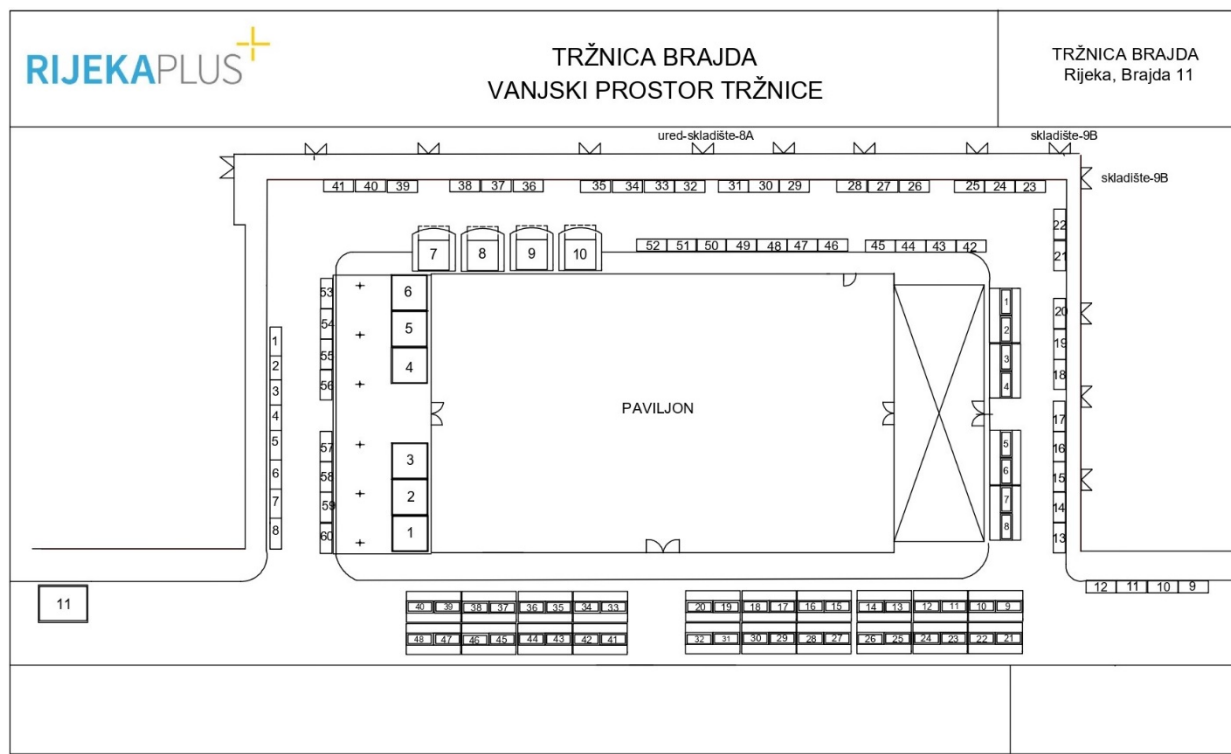 RIJEKAPLUS
TRŽNICA BRAJDA
VANJSKI PROSTOR TRŽNICE
TRŽNICA BRAJDA
Rijeka, Brajda 11
ured-skladište-8A
skladište-9B
skladište-9B
41 40 39 38 37 36 35 34 33 32 31 30 29 28 27 26 25 24 23
22
21
20
19
18
17
16
15
14
13
12 11 10 9
7 8 9 10
52 51 50 49 48 47 46 45 44 43 42
53
54
55
56
57
58
59
60
6
5
4
3
2
1
1
2
3
4
5
6
7
8
PAVILJON
1
2
3
4
5
6
7
8
11
40 39 38 37 36 35 34 33 20 19 18 17 16 15 14 13 12 11 10 9
48 47 46 45 44 43 42 41 32 31 30 29 28 27 26 25 24 23 22 21